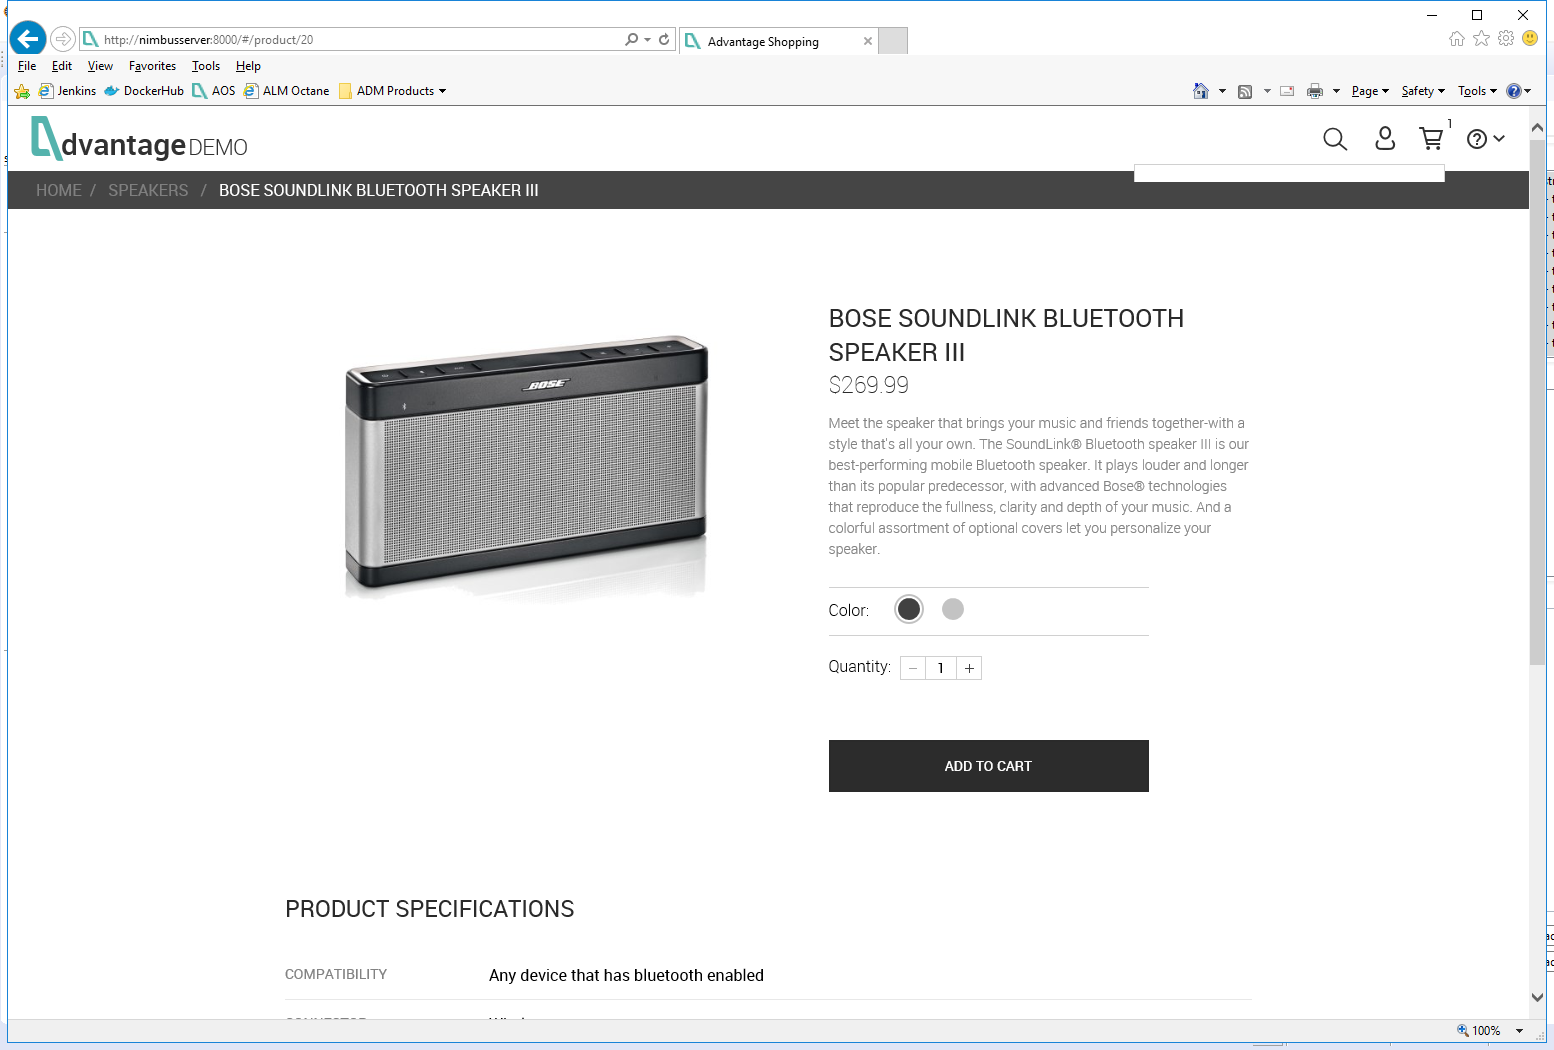 http://nimbusserver:8000/#/product/20
Advantage Shopping
File Edit View Favorites Tools Help
Jenkins DockerHub AOS ALM Octane ADM Products
Page Safety Tools
dvantage DEMO
1
HOME / SPEAKERS / BOSE SOUNDLINK BLUETOOTH SPEAKER III
BOSE
BOSE SOUNDLINK BLUETOOTH
SPEAKER III
$269.99
Meet the speaker that brings your music and friends together-with a
style that's all your own. The SoundLink® Bluetooth speaker III is our
best-performing mobile Bluetooth speaker. It plays louder and longer
than its popular predecessor, with advanced Bose® technologies
that reproduce the fullness, clarity and depth of your music. And a
colorful assortment of optional covers let you personalize your
speaker.
Color:
Quantity: − 1 +
ADD TO CART
PRODUCT SPECIFICATIONS
COMPATIBILITY Any device that has bluetooth enabled
100%